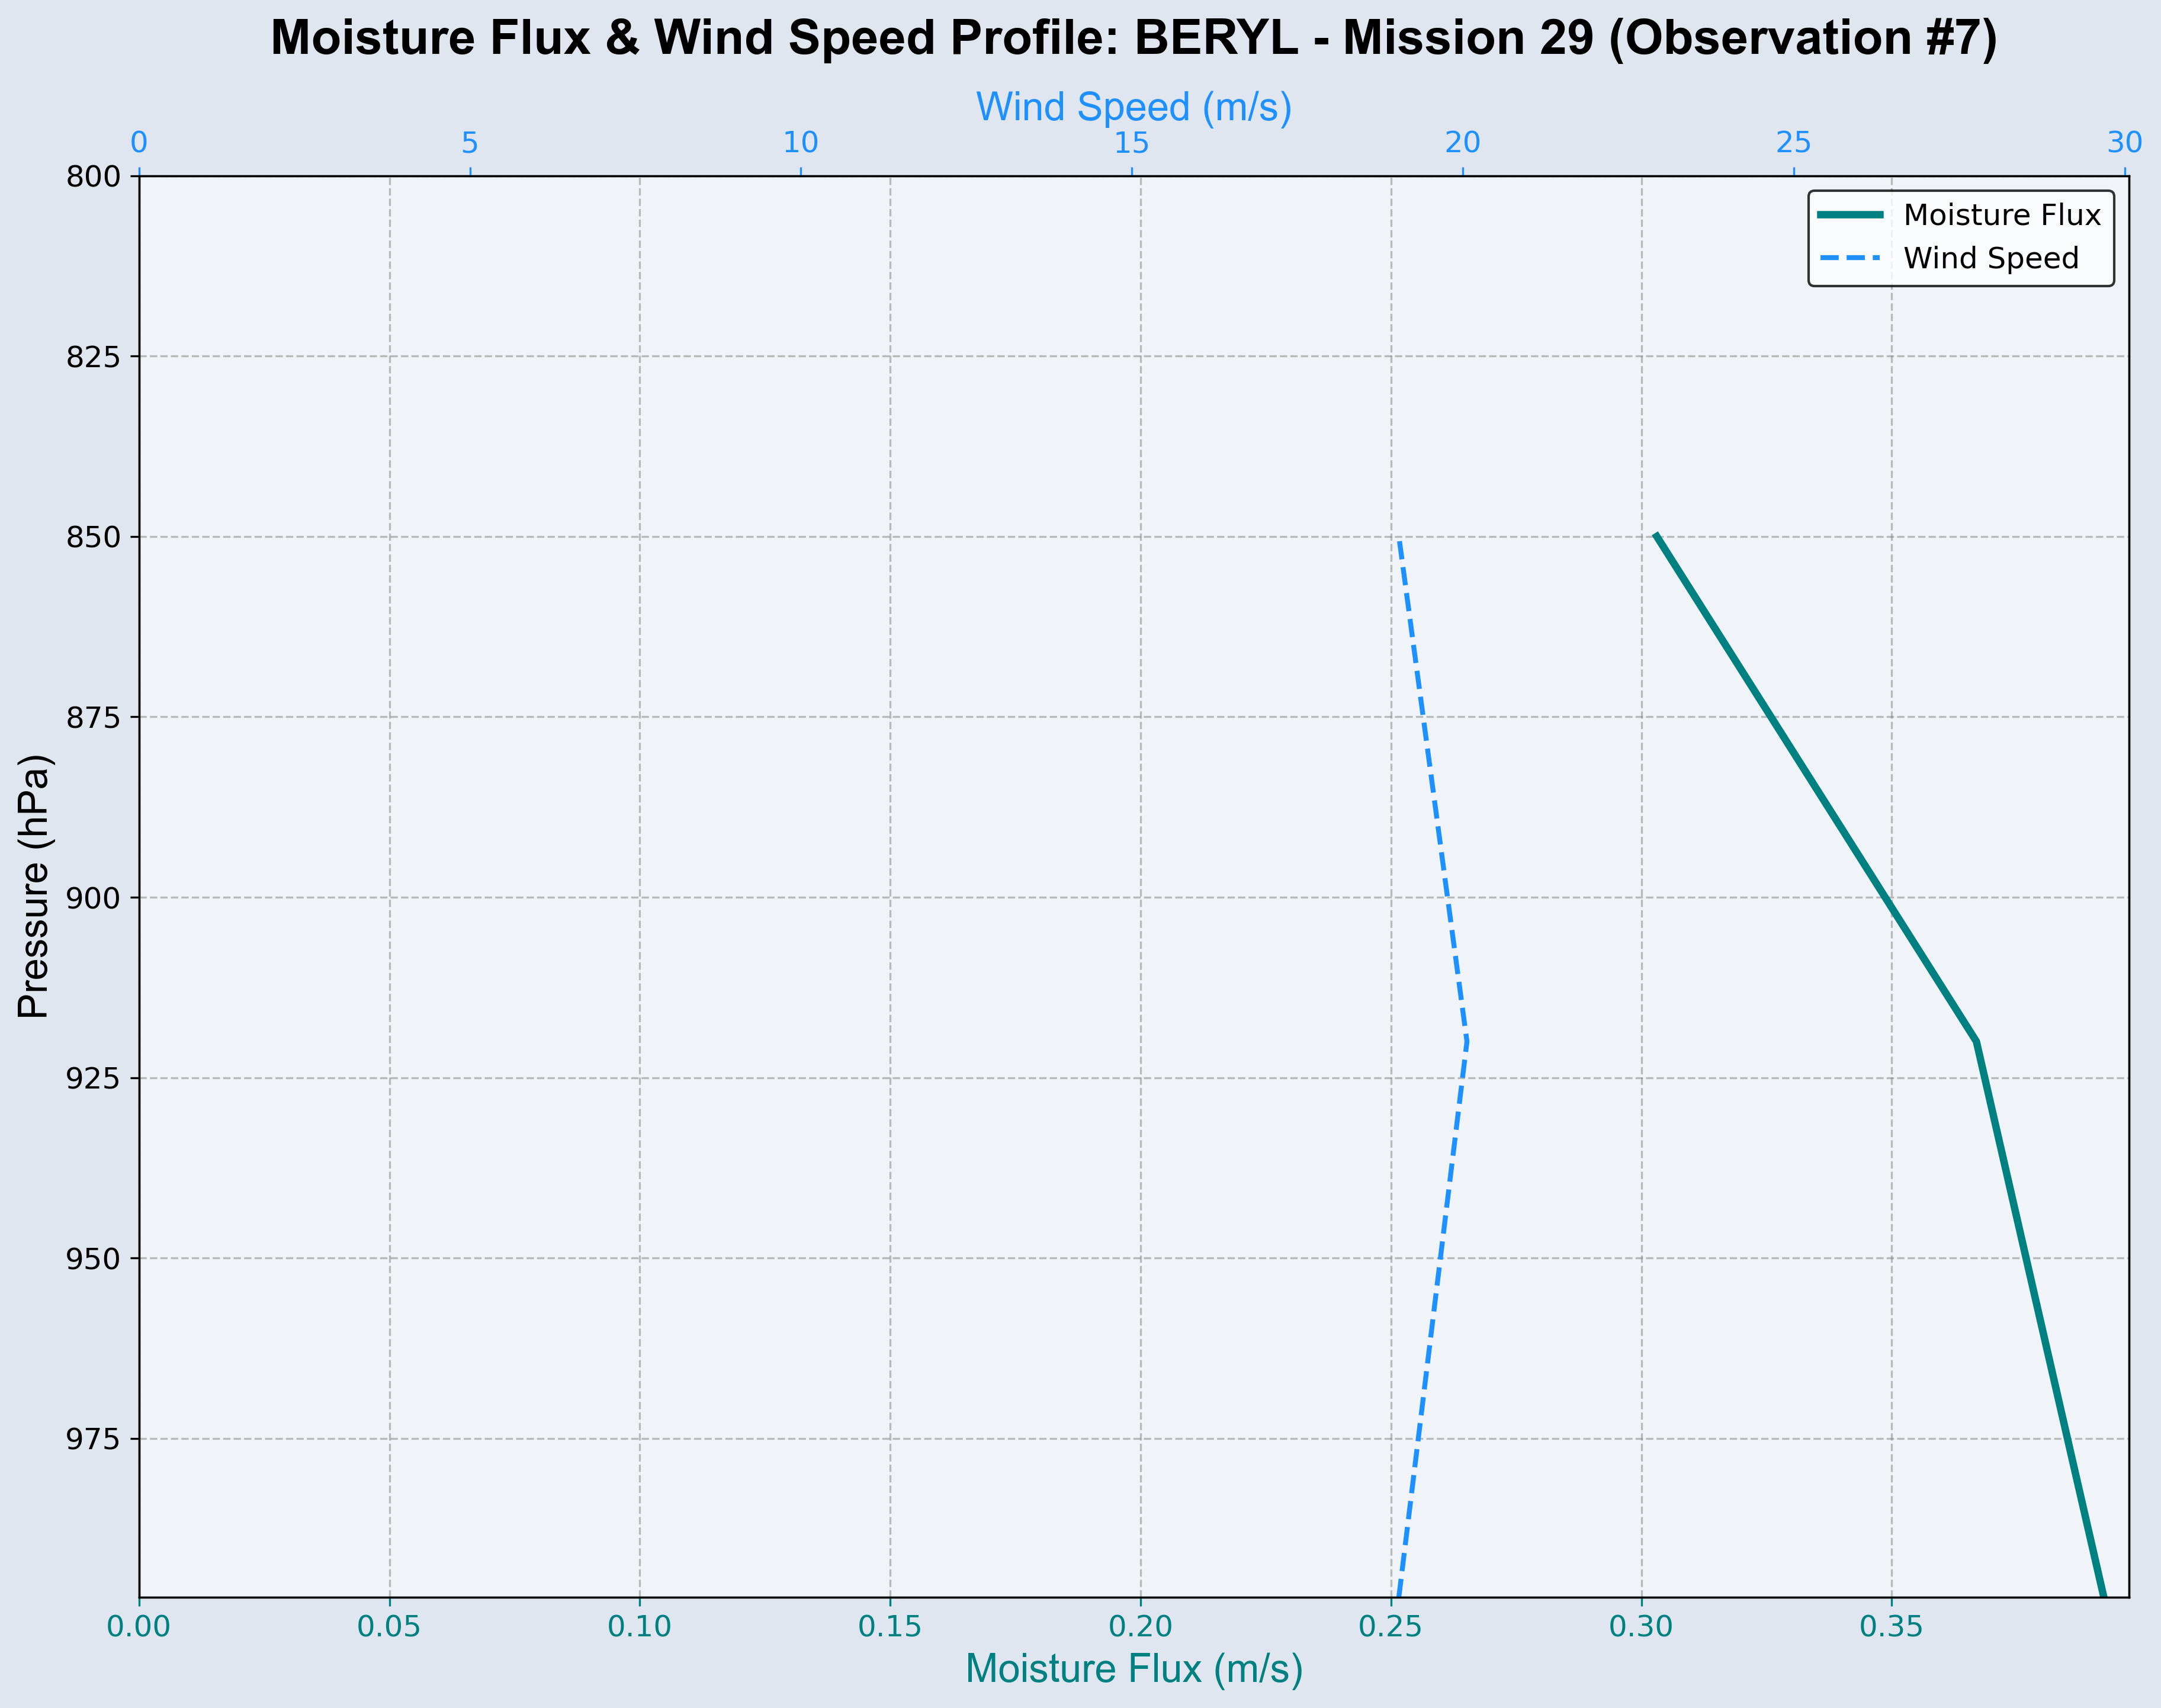 Moisture Flux & Wind Speed Profile: BERYL - Mission 29 (Observation #7)
Wind Speed (m/s)
0 5 10 15 20 25 30
Moisture Flux
Wind Speed
Pressure (hPa)
800
825
850
875
900
925
950
975
0.00 0.05 0.10 0.15 0.20 0.25 0.30 0.35
Moisture Flux (m/s)